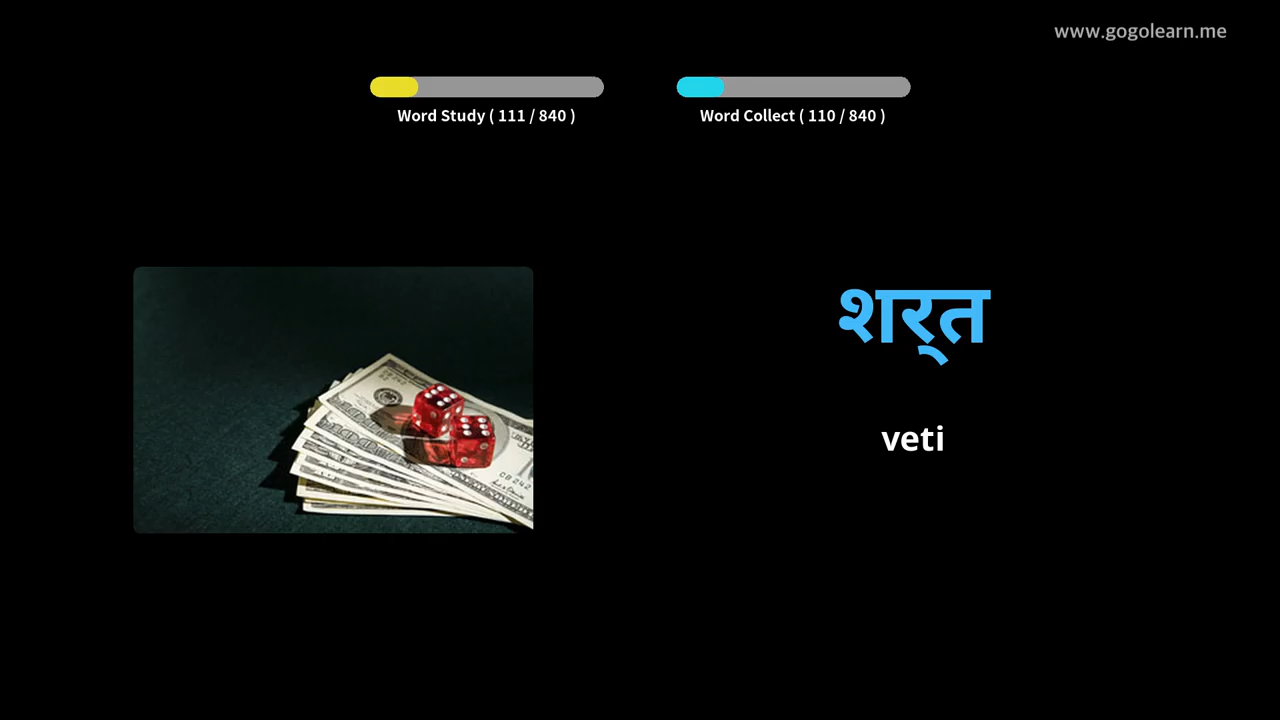 www.gogolearn.me
Word Study ( 111 / 840 )
Word Collect ( 110 / 840 )
शर्‌त
veti